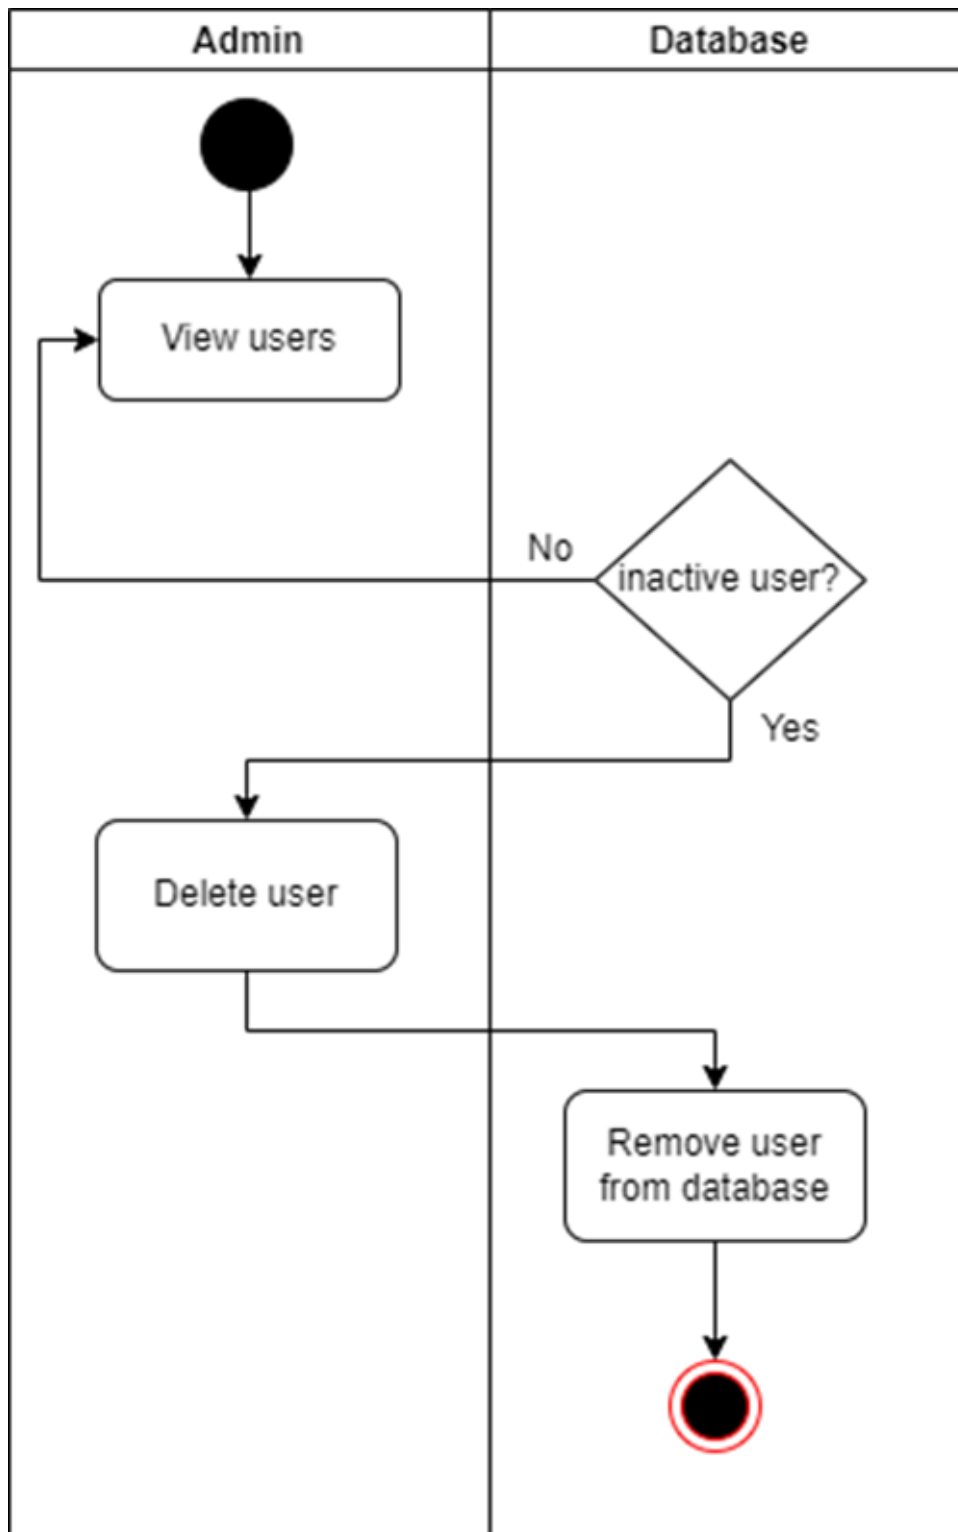 Admin
Database
View users
No
inactive user?
Yes
Delete user
Remove user
from database